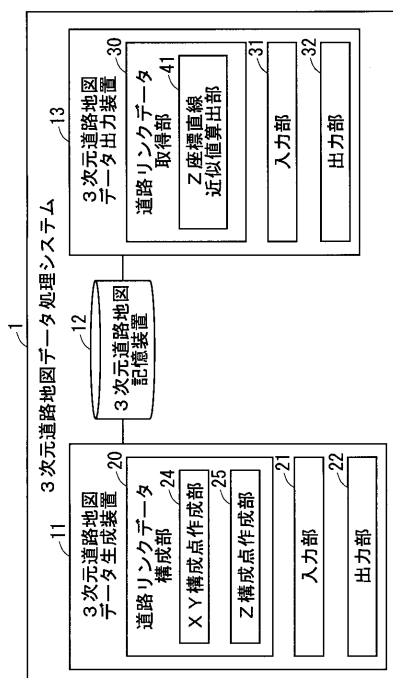 1
3次元道路地図データ処理システム
11
3次元道路地図
データ生成装置
20
道路リンクデータ
構成部
24
XY構成点作成部
25
Z構成点作成部
21
入力部
22
出力部
12
3次元道路地図
記憶装置
13
3次元道路地図
データ出力装置
30
道路リンクデータ
取得部
41
Z座標直線
近似値算出部
31
入力部
32
出力部